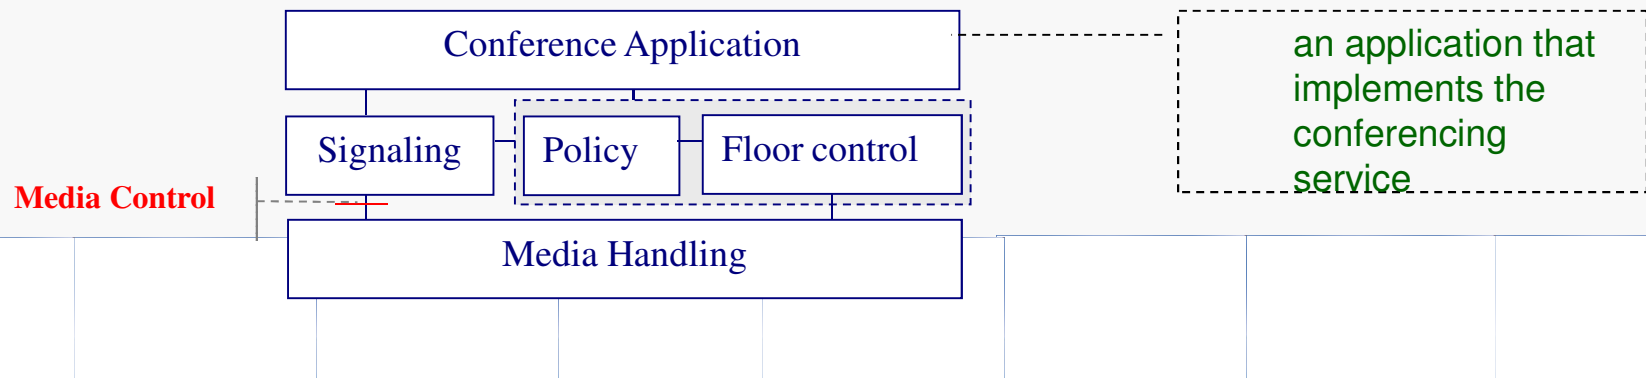 Conference Application
an application that
implements the
conferencing
service
Signaling
Policy
Floor control
Media Control
Media Handling